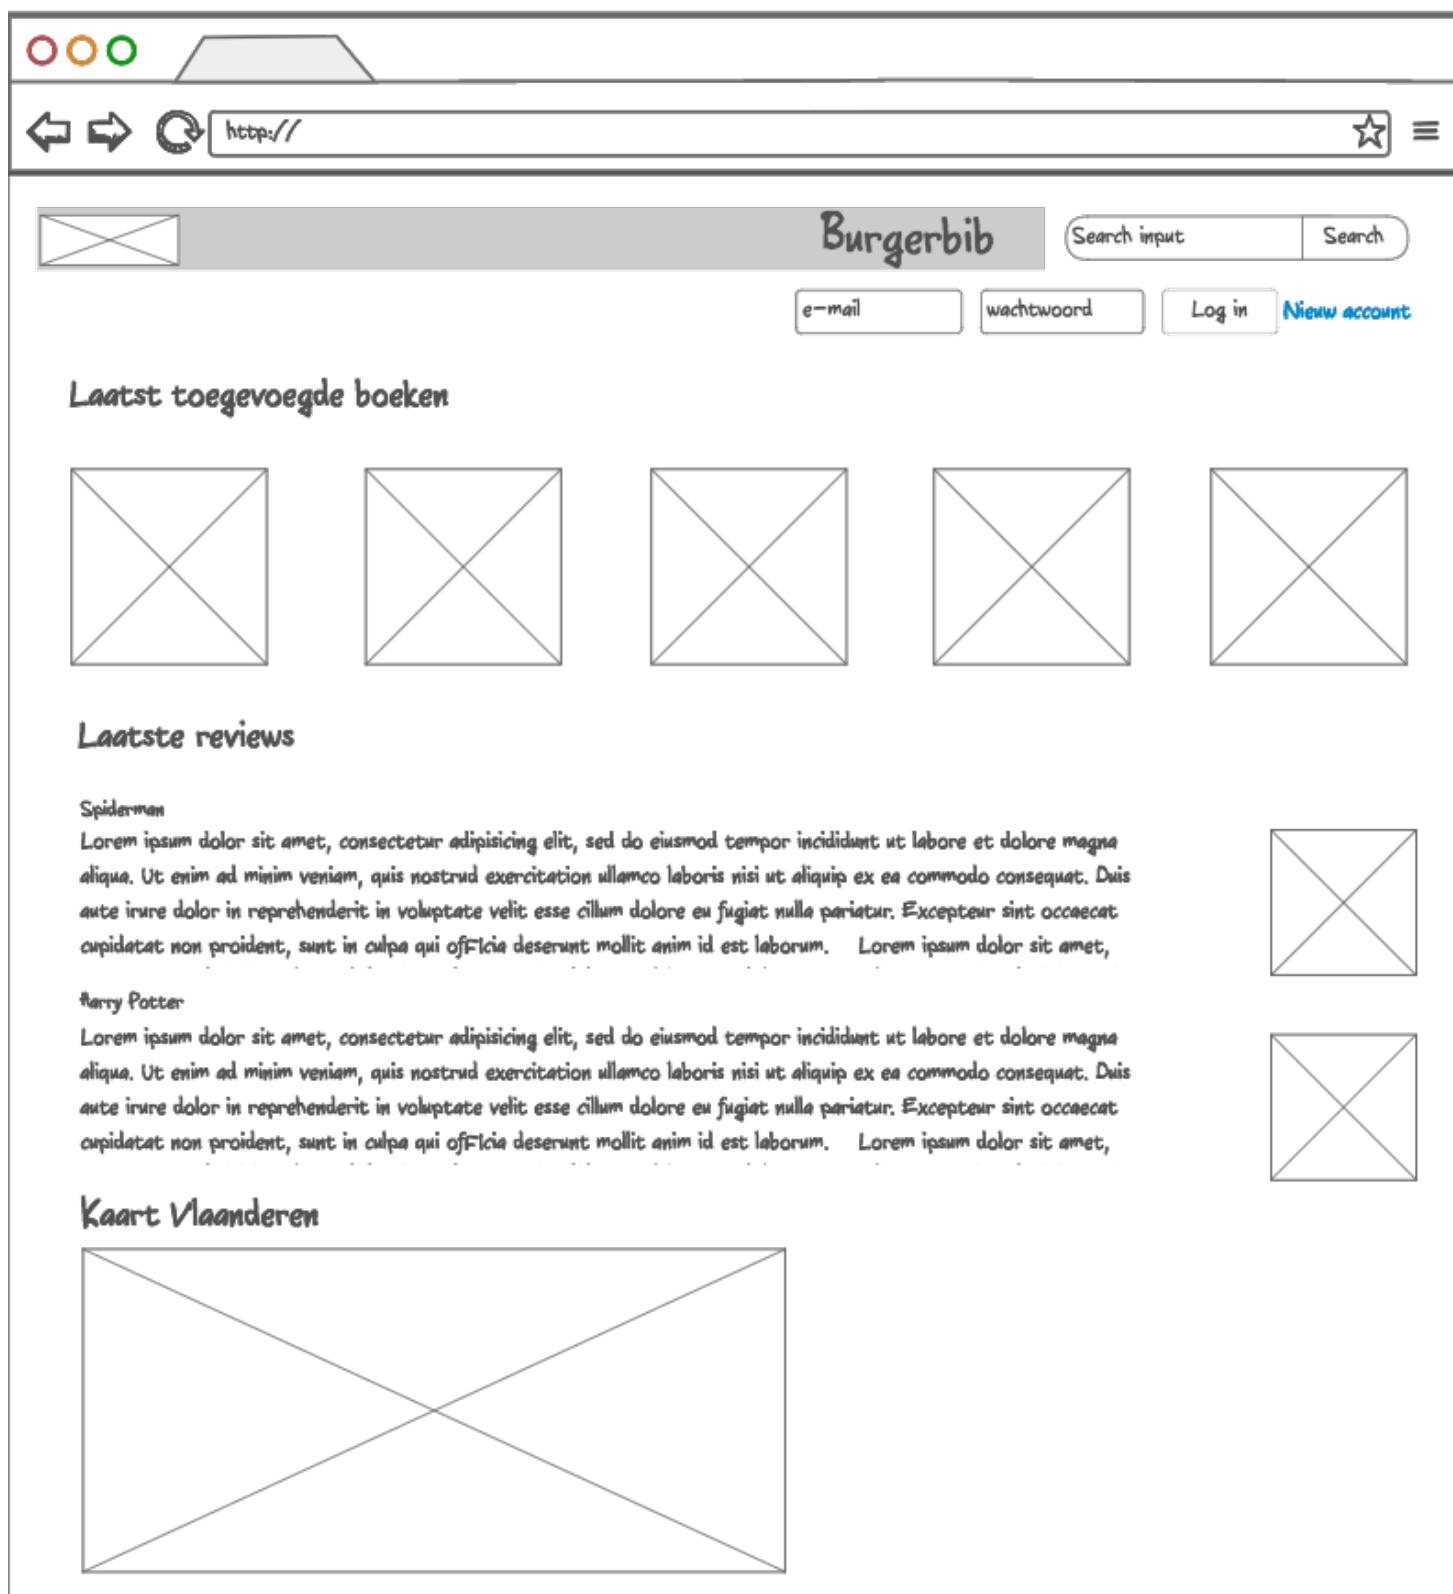 http://
Burgerbib
Search input
Search
e-mail
wachtwoord
Log in
Nieuw account
Laatst toegevoegde boeken
Laatste reviews
Spiderman
Lorem ipsum dolor sit amet, consectetur adipisicing elit, sed do eiusmod tempor incididunt ut labore et dolore magna
aliqua. Ut enim ad minim veniam, quis nostrud exercitation ullamco laboris nisi ut aliquip ex ea commodo consequat. Duis
aute irure dolor in reprehenderit in voluptate velit esse cillum dolore eu fugiat nulla pariatur. Excepteur sint occaecat
cupidatat non proident, sunt in culpa qui officia deserunt mollit anim id est laborum. Lorem ipsum dolor sit amet,
Harry Potter
Lorem ipsum dolor sit amet, consectetur adipisicing elit, sed do eiusmod tempor incididunt ut labore et dolore magna
aliqua. Ut enim ad minim veniam, quis nostrud exercitation ullamco laboris nisi ut aliquip ex ea commodo consequat. Duis
aute irure dolor in reprehenderit in voluptate velit esse cillum dolore eu fugiat nulla pariatur. Excepteur sint occaecat
cupidatat non proident, sunt in culpa qui officia deserunt mollit anim id est laborum. Lorem ipsum dolor sit amet,
Kaart Vlaanderen